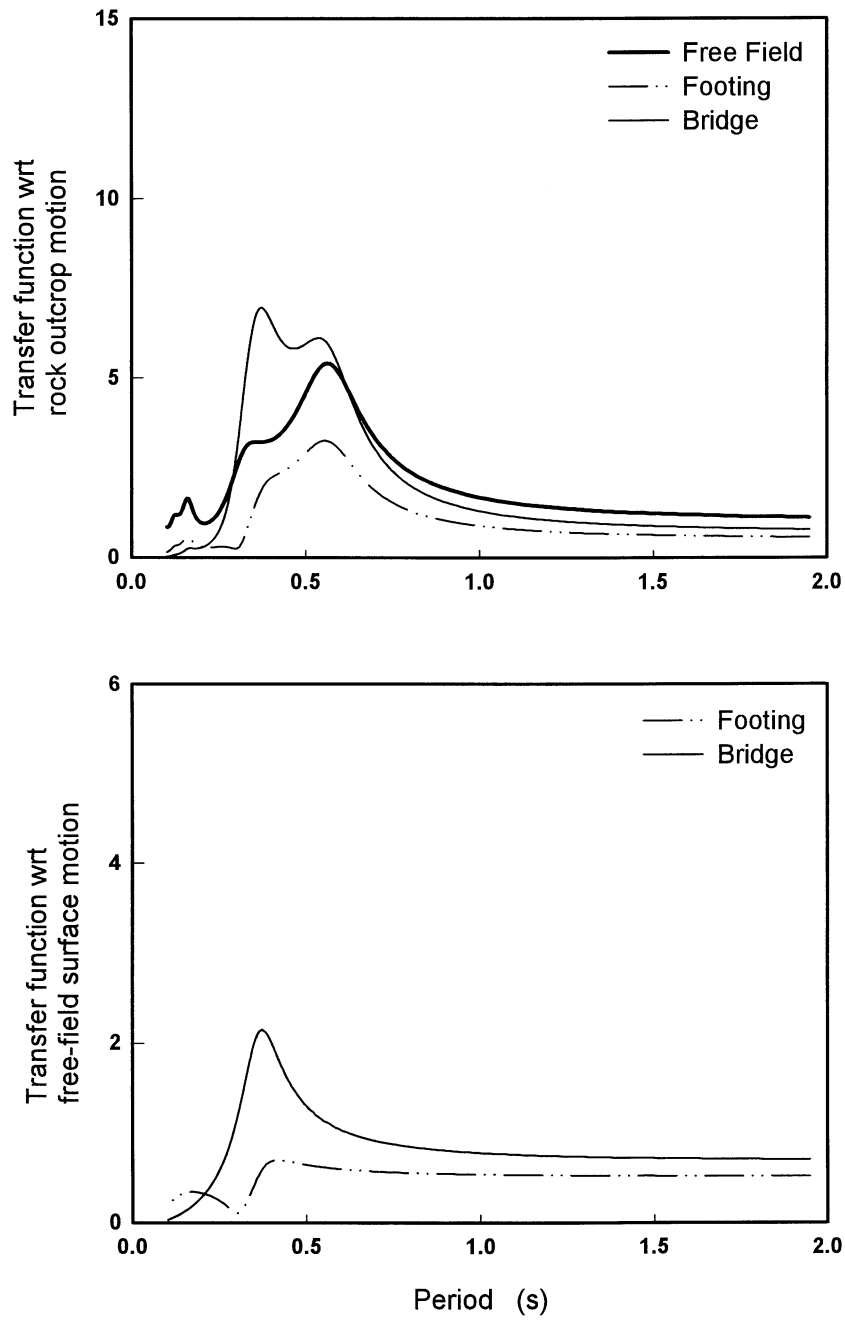 15
10
5
0
Transfer function wrt
rock outcrop motion
Free Field
Footing
Bridge
0.0 0.5 1.0 1.5 2.0
6
4
2
0
Transfer function wrt
free-field surface motion
Footing
Bridge
0.0 0.5 1.0 1.5 2.0
Period (s)